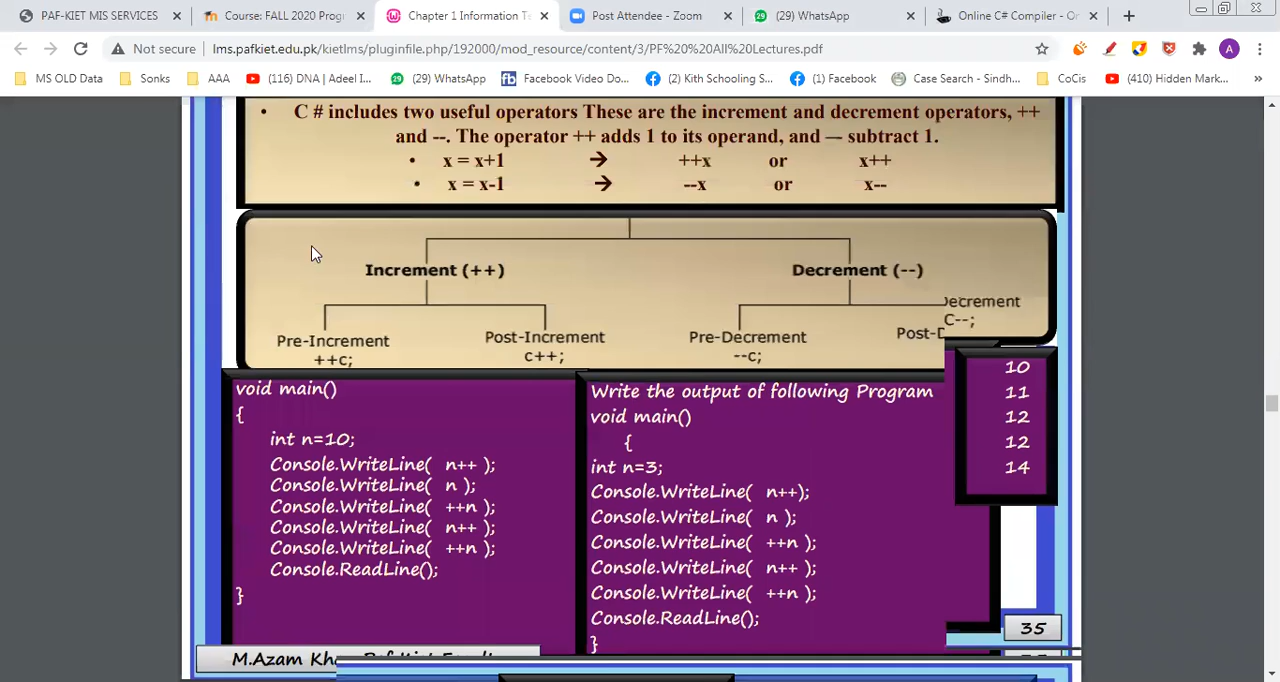 PAF-KIET MIS SERVICES
Course: FALL 2020 Prog
Chapter 1 Information T
Post Attendee - Zoom
(29) WhatsApp
Online C# Compiler - Or
Not secure
lms.pafkiet.edu.pk/kietlms/pluginfile.php/192000/mod_resource/content/3/PF%20%20All%20Lectures.pdf
A
MS OLD Data
Sonks
AAA
(116) DNA | Adeel I...
(29) WhatsApp
Facebook Video Do...
(2) Kith Schooling S...
(1) Facebook
Case Search - Sindh...
CoCis
(410) Hidden Mark...
»
• C # includes two useful operators These are the increment and decrement operators, ++
and --. The operator ++ adds 1 to its operand, and — subtract 1.
• x = x+1 → ++x or x++
• x = x-1 → --x or x--
Increment (++)
Decrement (--)
Pre-Increment
++c;
Post-Increment
c++;
Pre-Decrement
--c;
Post-D
Decrement
C--;
void main()
{
int n=10;
Console.WriteLine( n++ );
Console.WriteLine( n );
Console.WriteLine( ++n );
Console.WriteLine( n++ );
Console.WriteLine( ++n );
Console.ReadLine();
}
Write the output of following Program
void main()
{
int n=3;
Console.WriteLine( n++);
Console.WriteLine( n );
Console.WriteLine( ++n );
Console.WriteLine( n++ );
Console.WriteLine( ++n );
Console.ReadLine();
}
10
11
12
12
14
35
M.Azam Kha